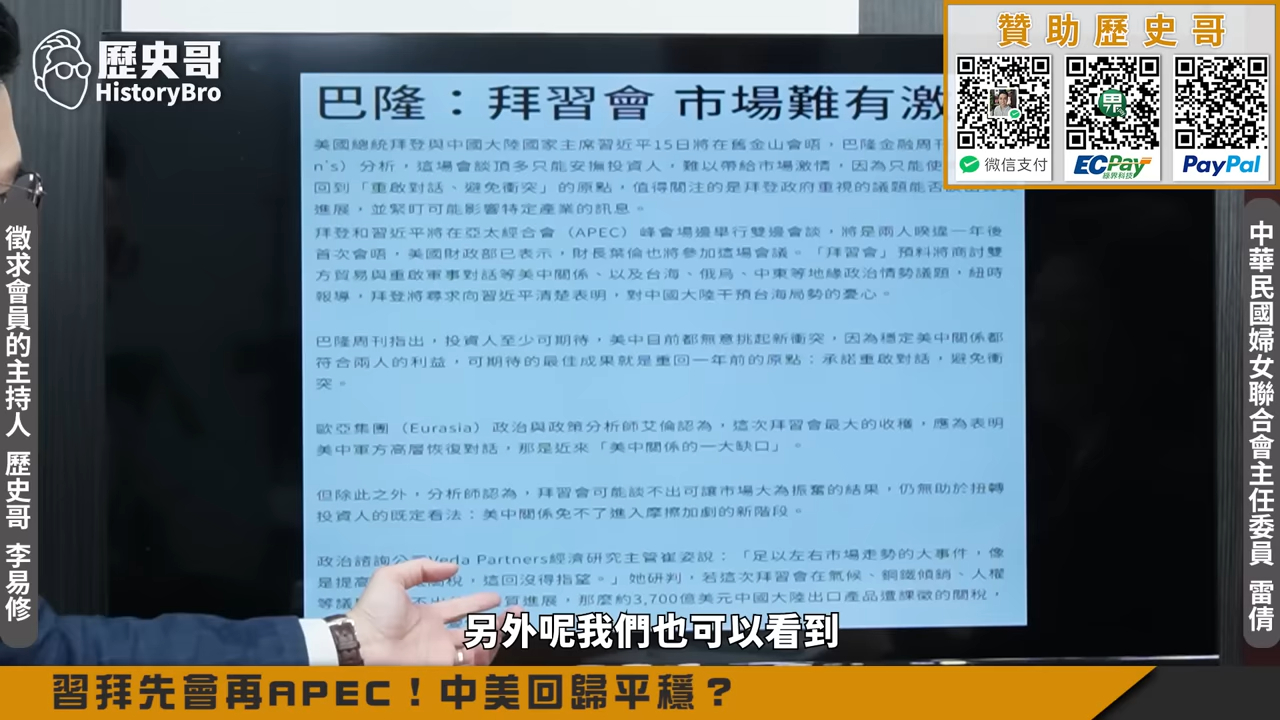 歷史哥
HistoryBro
贊助歷史哥
微信支付
ECPay
綠界科技
PayPal
巴隆：拜習會 市場難有激
美國總統拜登與中國大陸國家主席習近平15日將在舊金山會唔，巴隆金融周刊
n's）分析，這場會談頂多只能安撫投資人，難以帶給市場激情，因為只能使
回到「重啟對話、避免衝突」的原點，值得關注的是拜登政府重視的議題能否
進展，並緊盯可能影響特定產業的訊息。
拜登和習近平將在亞太經合會（APEC）峰會場邊舉行雙邊會談，將是兩人暌違一年後
首次會唔，美國財政部已表示，財長葉倫也將參加這場會議。「拜習會」預料將商討雙
方貿易與重啟軍事對話等美中關係、以及台海、俄烏、中東等地緣政治情勢議題，紐時
報導，拜登將尋求向習近平清楚表明，對中國大陸干預台海局勢的憂心。
巴隆周刊指出，投資人至少可期待，美中目前都無意挑起新衝突，因為穩定美中關係都
符合兩人的利益，可期待的最佳成果就是重回一年前的原點：承諾重啟對話，避免衝
突。
歐亞集團（Eurasia）政治與政策分析師艾倫認為，這次拜習會最大的收穫，應為表明
美中軍方高層恢復對話，那是近來「美中關係的一大缺口」。
但除此之外，分析師認為，拜習會可能談不出可讓市場大為振奮的結果，仍無助於扭轉
投資人的既定看法：美中關係免不了進入摩擦加劇的新階段。
政治諮詢公司Veda Partners經濟研究主管崔姿說：「足以左右市場走勢的大事件，像
是提高 關稅，這回沒得指望。」她研判，若這次拜習會在氣候、鋼鐵傾銷、人權
等議 不出 質進展，那麼約3,700億美元中國大陸出口產品遭課徵的關稅，
徵求會員的主持人 歷史哥 李易修
中華民國婦女聯合會主任委員 雷倩
另外呢我們也可以看到
習拜先會再APEC！中美回歸平穩？